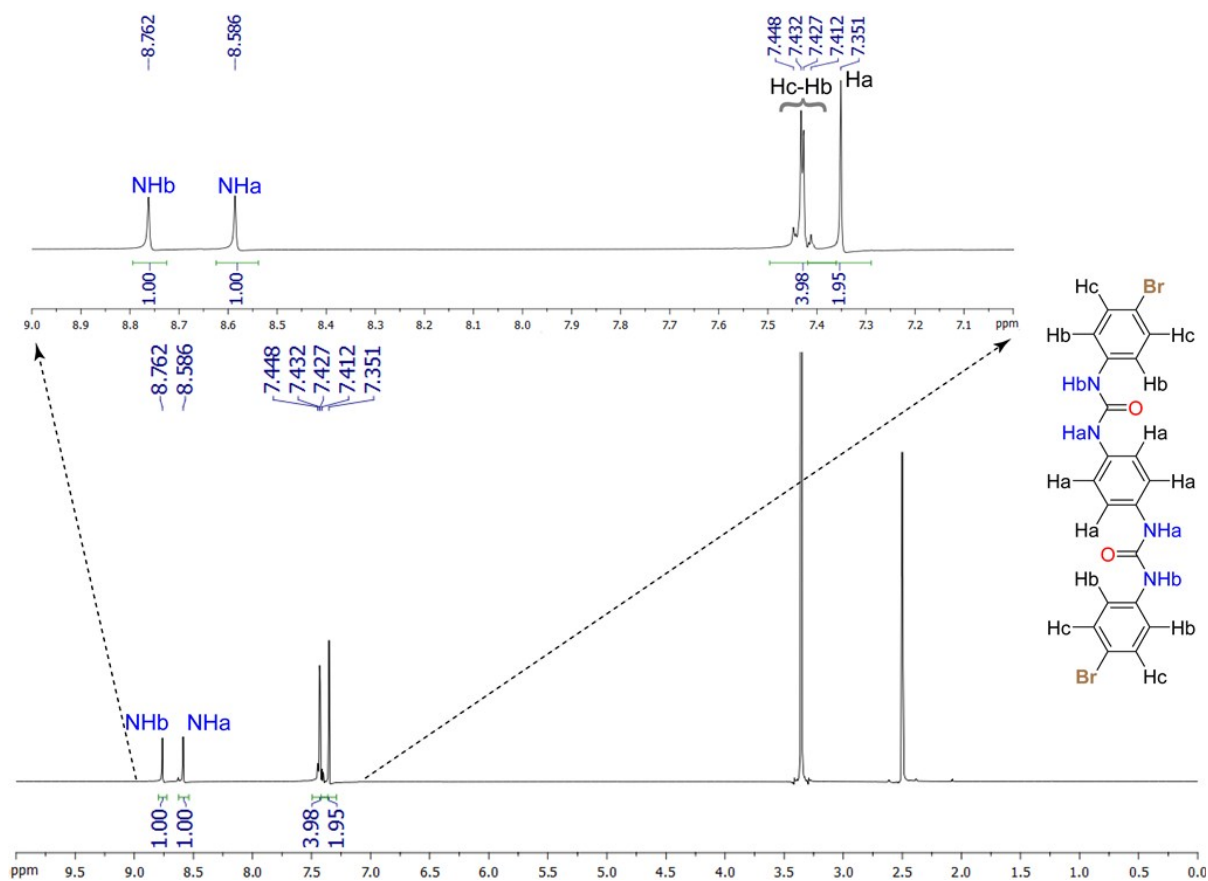 8.762
8.586
7.448
7.432
7.427
7.412
7.351
Hc-Hb
Ha
NHb
NHa
1.00
1.00
3.98
1.95
9.0 8.9 8.8 8.7 8.6 8.5 8.4 8.3 8.2 8.1 8.0 7.9 7.8 7.7 7.6 7.5 7.4 7.3 7.2 7.1 ppm
8.762
8.586
7.448
7.432
7.427
7.412
7.351
Hc
Br
Hb
Hc
HbN
Hb
O
HaN
Ha
Ha
Ha
Ha
NHa
O
NHb
Hb
Hc
Hb
Br
Hc
NHb
NHa
1.00
1.00
3.98
1.95
ppm 9.5 9.0 8.5 8.0 7.5 7.0 6.5 6.0 5.5 5.0 4.5 4.0 3.5 3.0 2.5 2.0 1.5 1.0 0.5 0.0